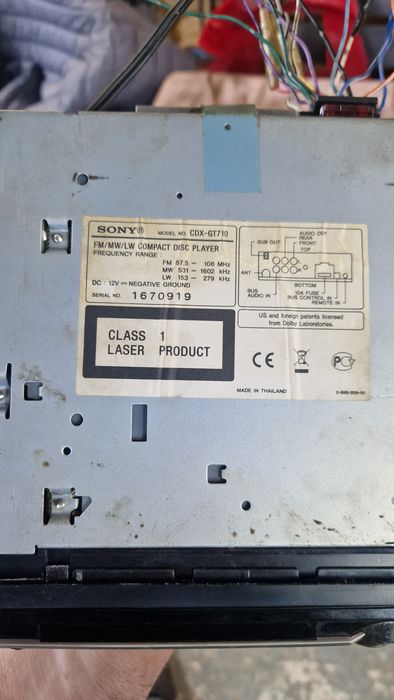 SONY® MODEL NO. CDX-GT710
FM/MW/LW COMPACT DISC PLAYER
FREQUENCY RANGE :
FM 87.5 - 108 MHz
MW 531 - 1602 kHz
LW 153 - 279 kHz
DC : 12V NEGATIVE GROUND
SERIAL NO. 1670919
AUDIO OUT
REAR
FRONT
SUB OUT
TOP
ANT
BUS
AUDIO IN
BOTTOM
10A FUSE
BUS CONTROL IN
REMOTE IN
US and foreign patents licensed
from Dolby Laboratories.
CLASS 1
LASER PRODUCT
CE
MADE IN THAILAND